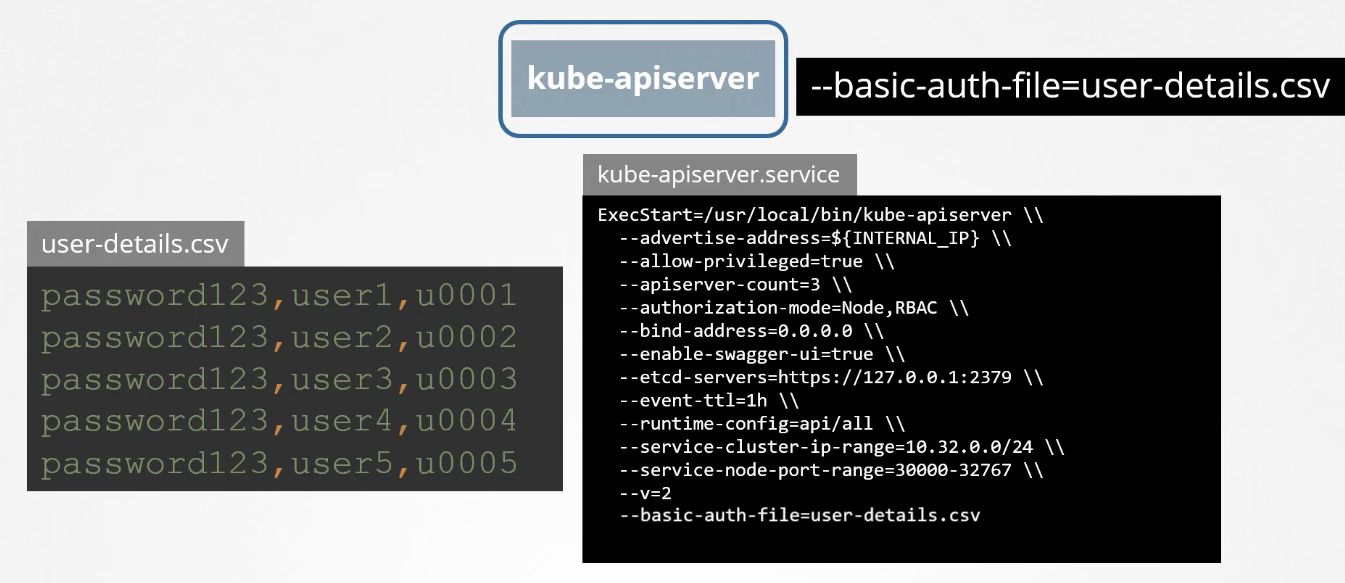 kube-apiserver
--basic-auth-file=user-details.csv
kube-apiserver.service
ExecStart=/usr/local/bin/kube-apiserver \\
--advertise-address=${INTERNAL_IP} \\
--allow-privileged=true \\
--apiserver-count=3 \\
--authorization-mode=Node,RBAC \\
--bind-address=0.0.0.0 \\
--enable-swagger-ui=true \\
--etcd-servers=https://127.0.0.1:2379 \\
--event-ttl=1h \\
--runtime-config=api/all \\
--service-cluster-ip-range=10.32.0.0/24 \\
--service-node-port-range=30000-32767 \\
--v=2
--basic-auth-file=user-details.csv
user-details.csv
password123,user1,u0001
password123,user2,u0002
password123,user3,u0003
password123,user4,u0004
password123,user5,u0005